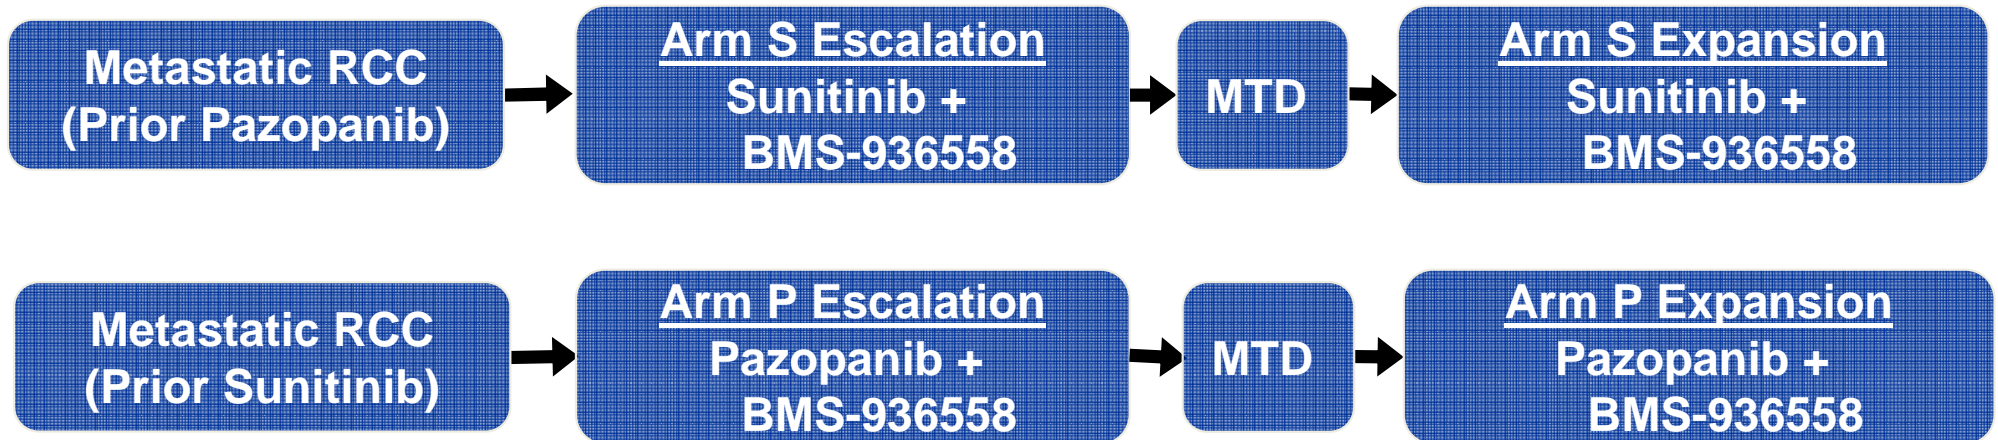 Metastatic RCC
(Prior Pazopanib)
Arm S Escalation
Sunitinib +
BMS-936558
MTD
Arm S Expansion
Sunitinib +
BMS-936558
Metastatic RCC
(Prior Sunitinib)
Arm P Escalation
Pazopanib +
BMS-936558
MTD
Arm P Expansion
Pazopanib +
BMS-936558